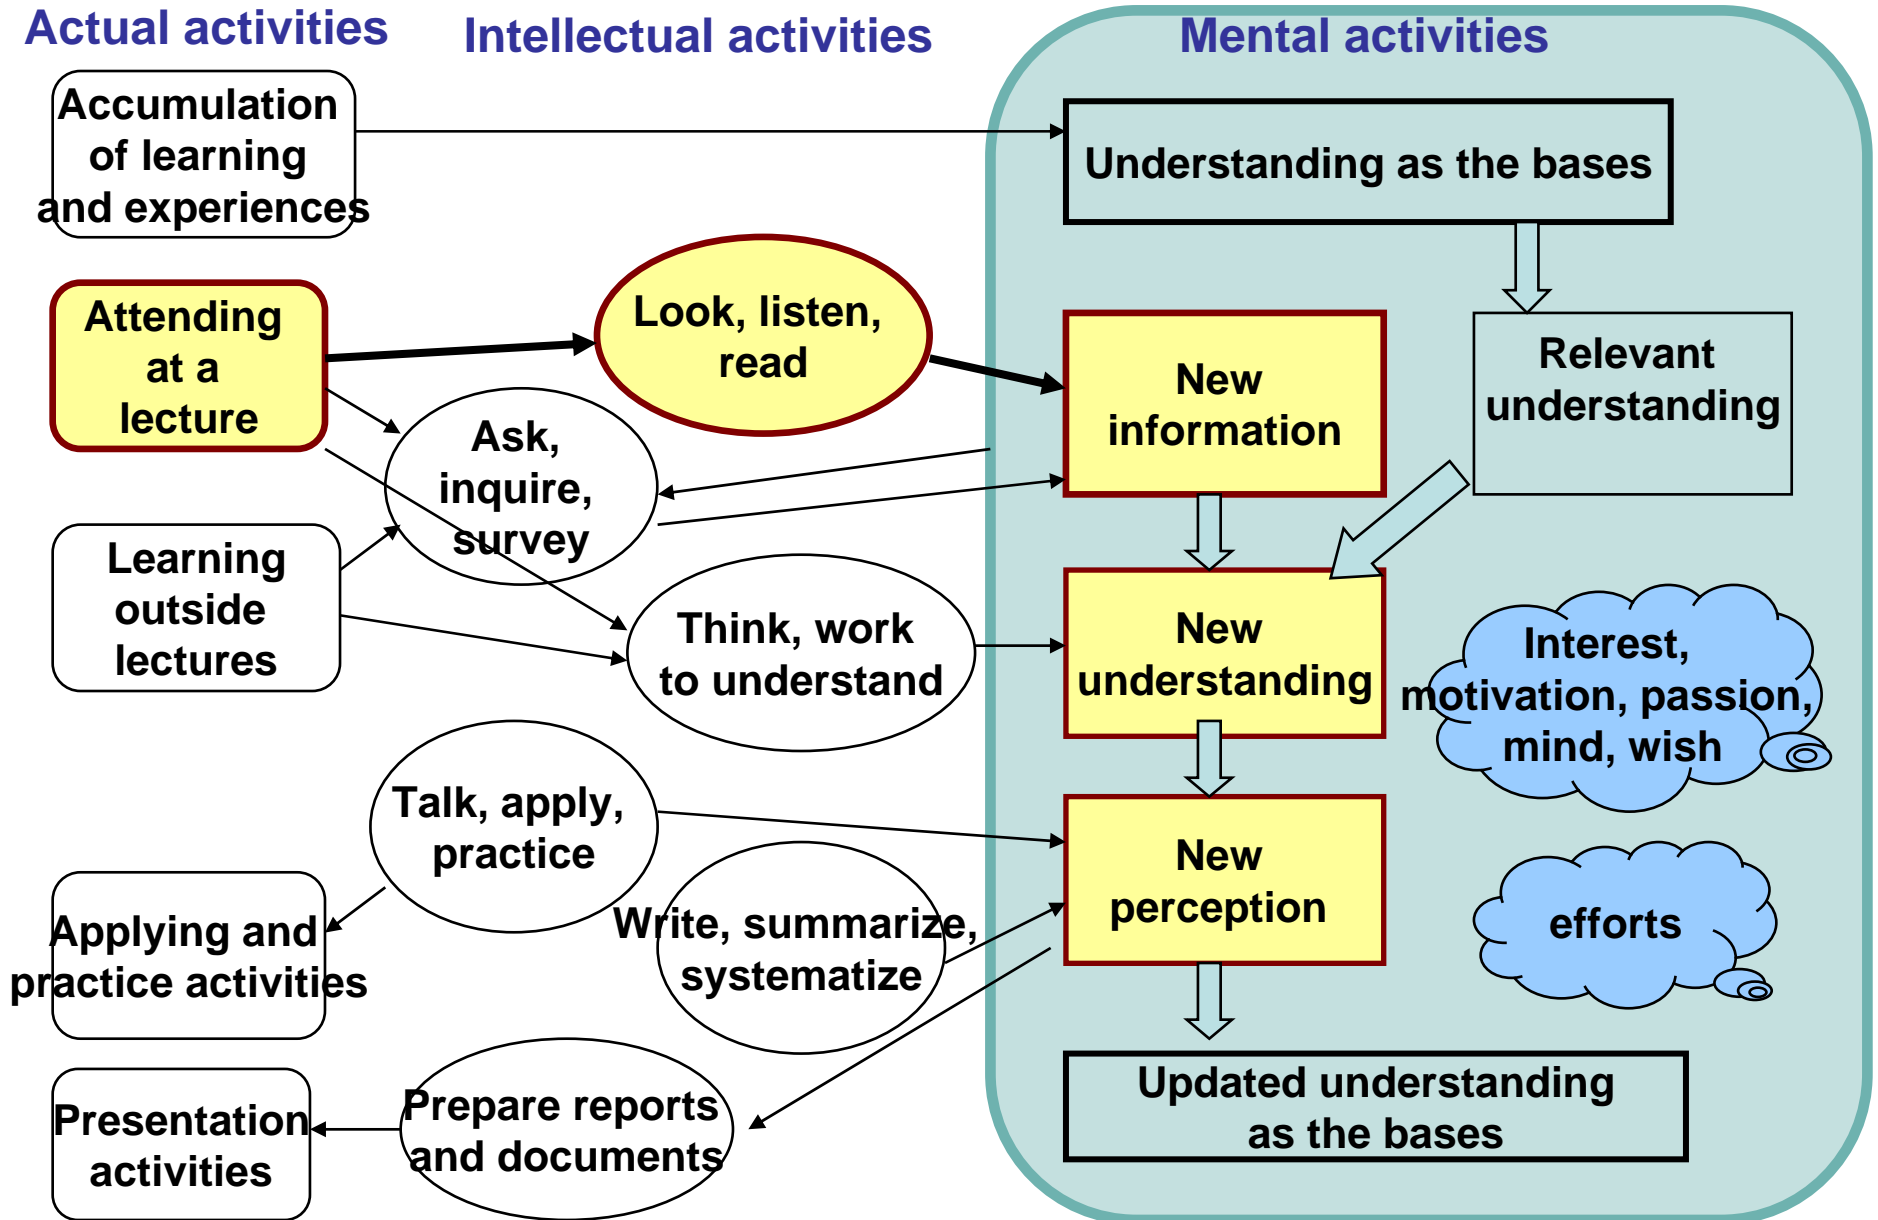 Actual activities
Intellectual activities
Mental activities
Accumulation
of learning
and experiences
Understanding as the bases
Attending
at a
lecture
Look, listen,
read
New
information
Relevant
understanding
Ask,
inquire,
survey
Learning
outside
lectures
Think, work
to understand
New
understanding
Interest,
motivation, passion,
mind, wish
Talk, apply,
practice
New
perception
efforts
Write, summarize,
systematize
Applying and
practice activities
Updated understanding
as the bases
Prepare reports
and documents
Presentation
activities